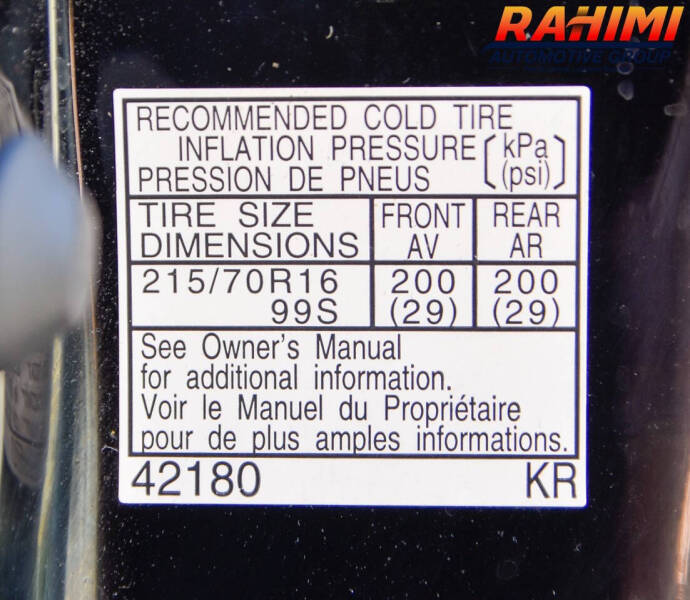 RAHIMI
AUTOMOTIVE GROUP
RECOMMENDED COLD TIRE
INFLATION PRESSURE (kPa
PRESSION DE PNEUS (psi))
TIRE SIZE FRONT REAR
DIMENSIONS AV AR
215/70R16 200 200
99S (29) (29)
See Owner's Manual
for additional information.
Voir le Manuel du Propriétaire
pour de plus amples informations.
42180 KR